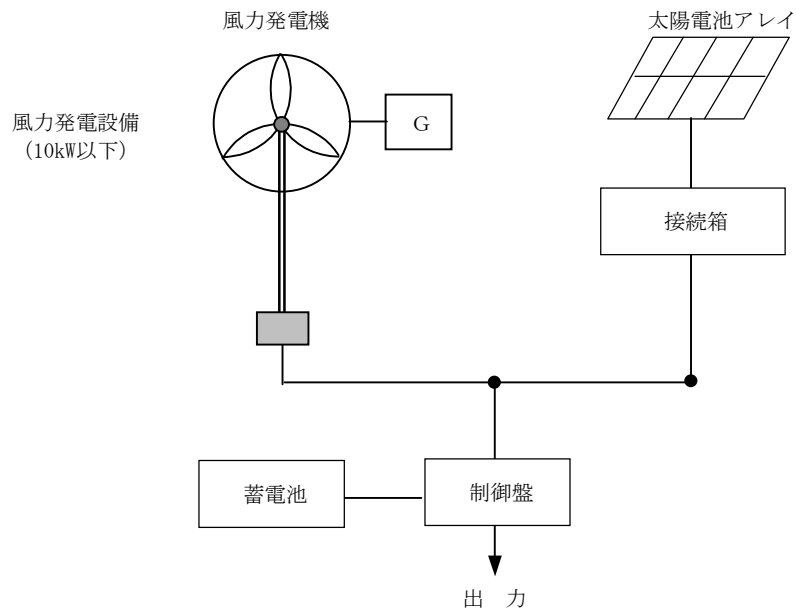 風力発電機
太陽電池アレイ
風力発電設備
(10kW以下)
G
接続箱
蓄電池
制御盤
出　力